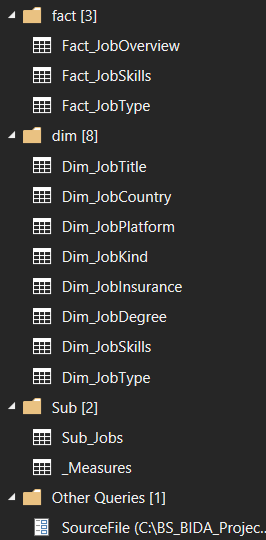 fact [3]
Fact_JobOverview
Fact_JobSkills
Fact_JobType
dim [8]
Dim_JobTitle
Dim_JobCountry
Dim_JobPlatform
Dim_JobKind
Dim_JobInsurance
Dim_JobDegree
Dim_JobSkills
Dim_JobType
Sub [2]
Sub_Jobs
_Measures
Other Queries [1]
SourceFile (C:\BS_BIDA_Projec...